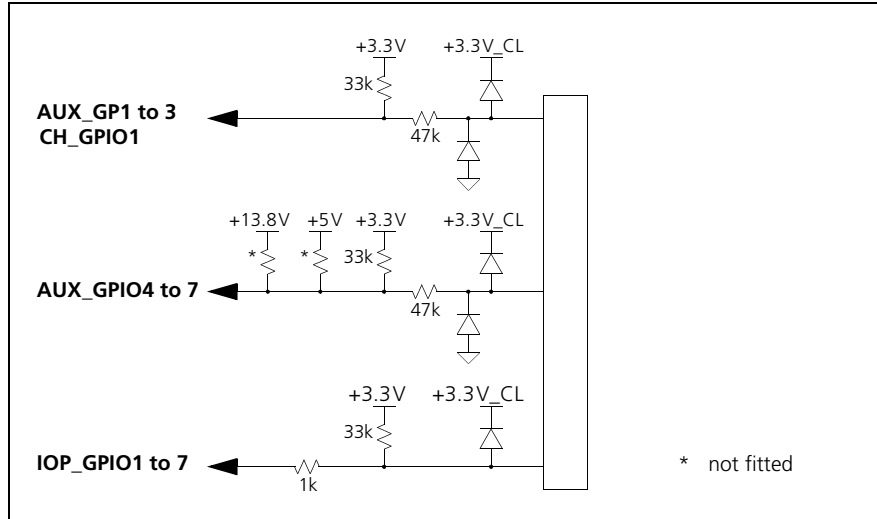 +3.3V +3.3V_CL
33k
AUX_GP1 to 3
CH_GPIO1
47k
+13.8V +5V +3.3V +3.3V_CL
* * 33k
AUX_GPIO4 to 7
47k
+3.3V +3.3V_CL
33k
IOP_GPIO1 to 7
* not fitted
1k